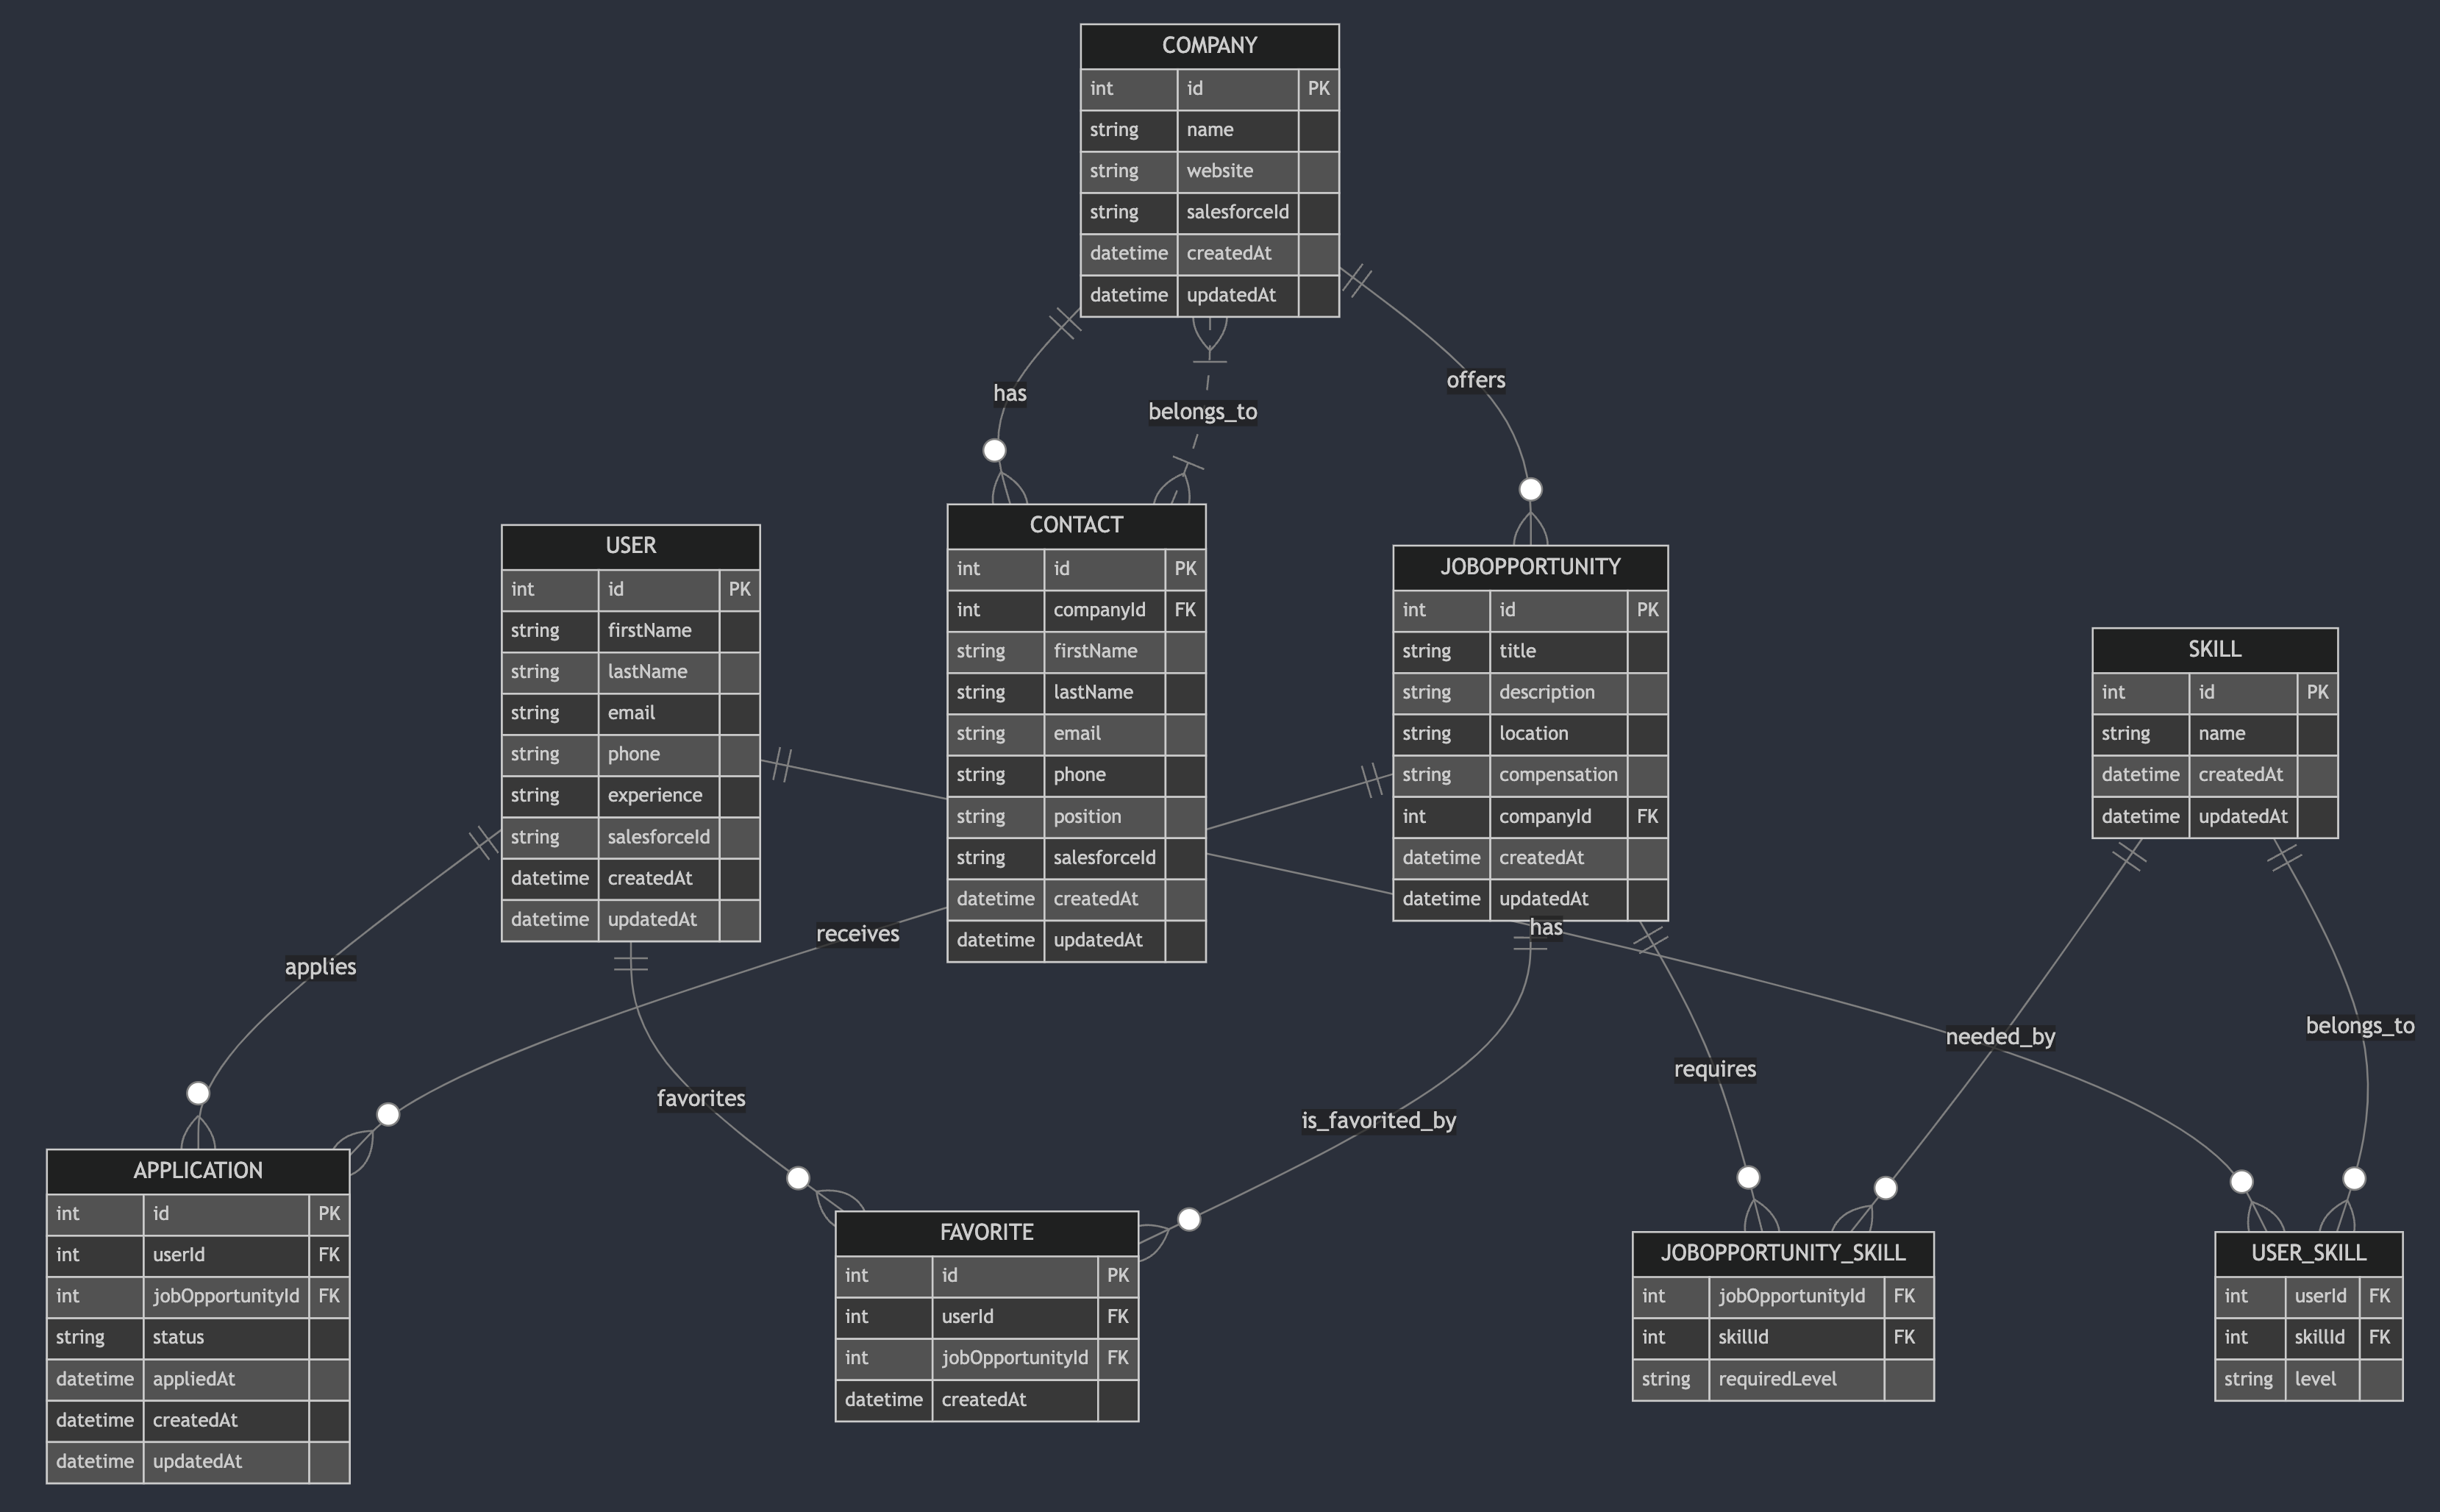 COMPANY
int id PK
string name
string website
string salesforceId
datetime createdAt
datetime updatedAt
has
belongs_to
offers
USER
int id PK
string firstName
string lastName
string email
string phone
string experience
string salesforceId
datetime createdAt
datetime updatedAt
CONTACT
int id PK
int companyId FK
string firstName
string lastName
string email
string phone
string position
string salesforceId
datetime createdAt
datetime updatedAt
JOBOPPORTUNITY
int id PK
string title
string description
string location
string compensation
int companyId FK
datetime createdAt
datetime updatedAt
SKILL
int id PK
string name
datetime createdAt
datetime updatedAt
applies
receives
has
favorites
is_favorited_by
requires
needed_by
belongs_to
APPLICATION
int id PK
int userId FK
int jobOpportunityId FK
string status
datetime appliedAt
datetime createdAt
datetime updatedAt
FAVORITE
int id PK
int userId FK
int jobOpportunityId FK
datetime createdAt
JOBOPPORTUNITY_SKILL
int jobOpportunityId FK
int skillId FK
string requiredLevel
USER_SKILL
int userId FK
int skillId FK
string level